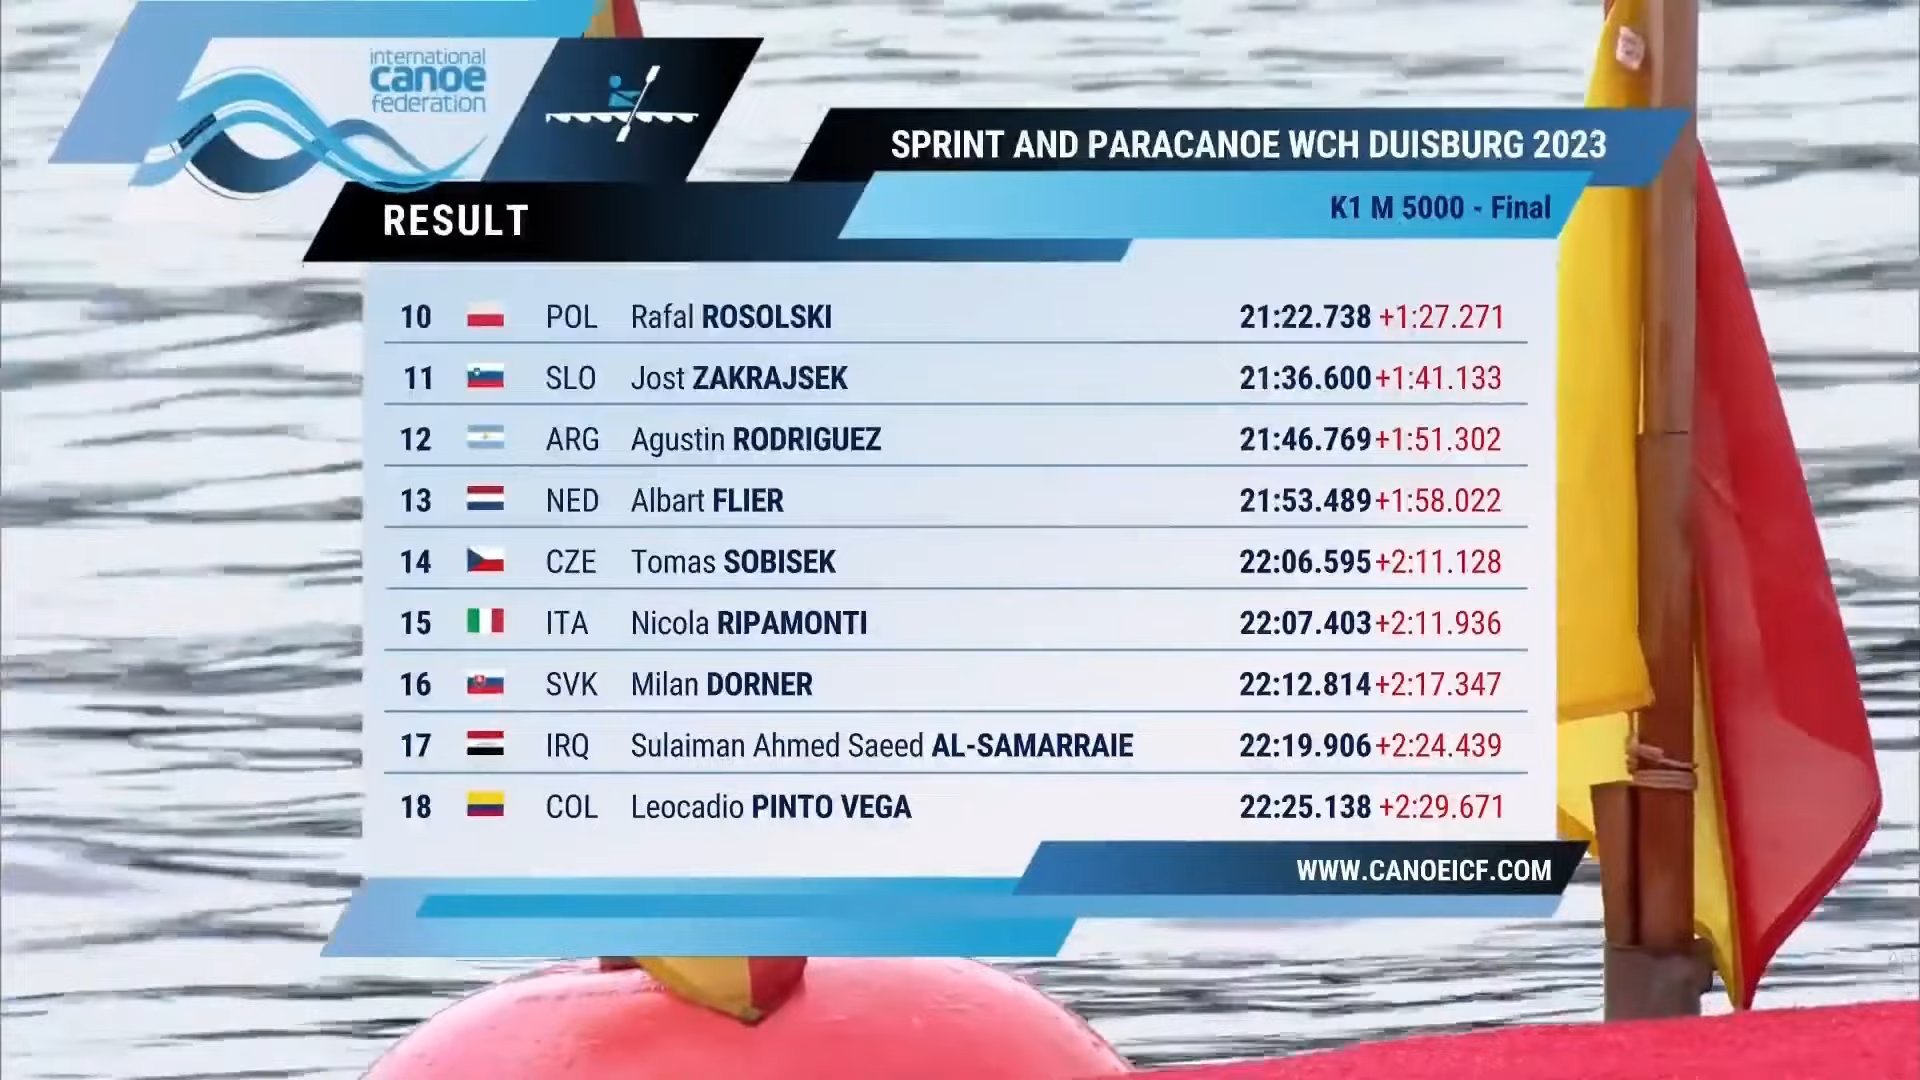 international
canoe
federation
SPRINT AND PARACANOE WCH DUISBURG 2023
RESULT
K1 M 5000 - Final
10 POL Rafal ROSOLSKI 21:22.738 +1:27.271
11 SLO Jost ZAKRAJSEK 21:36.600 +1:41.133
12 ARG Agustin RODRIGUEZ 21:46.769 +1:51.302
13 NED Albart FLIER 21:53.489 +1:58.022
14 CZE Tomas SOBISEK 22:06.595 +2:11.128
15 ITA Nicola RIPAMONTI 22:07.403 +2:11.936
16 SVK Milan DORNER 22:12.814 +2:17.347
17 IRQ Sulaiman Ahmed Saeed AL-SAMARRAIE 22:19.906 +2:24.439
18 COL Leocadio PINTO VEGA 22:25.138 +2:29.671
WWW.CANOEICF.COM